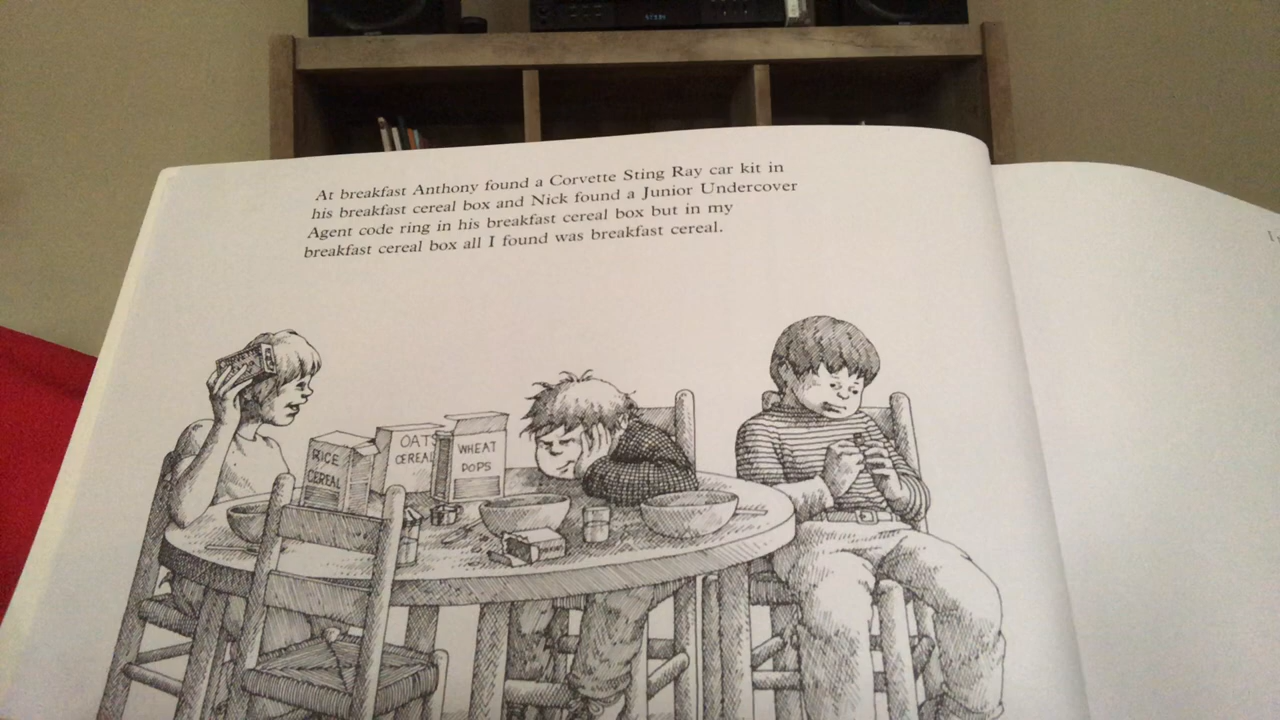 At breakfast Anthony found a Corvette Sting Ray car kit in
his breakfast cereal box and Nick found a Junior Undercover
Agent code ring in his breakfast cereal box but in my
breakfast cereal box all I found was breakfast cereal.
RICE
CEREAL
OATS
CEREAL
WHEAT
POPS